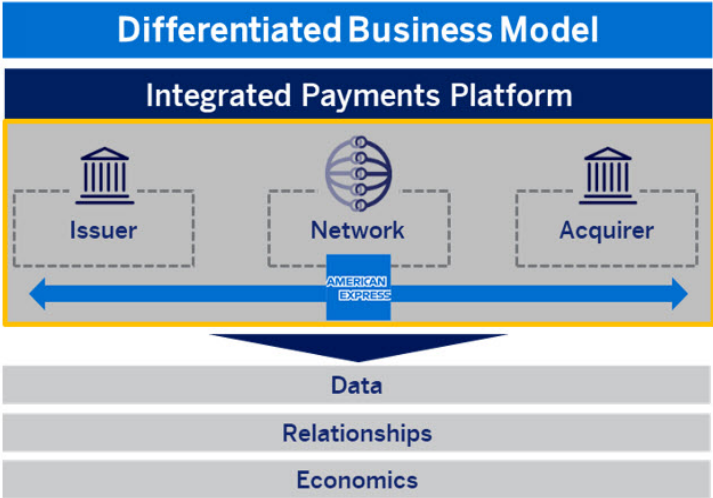 Differentiated Business Model
Integrated Payments Platform
Issuer
Network
Acquirer
AMERICAN
EXPRESS
Data
Relationships
Economics